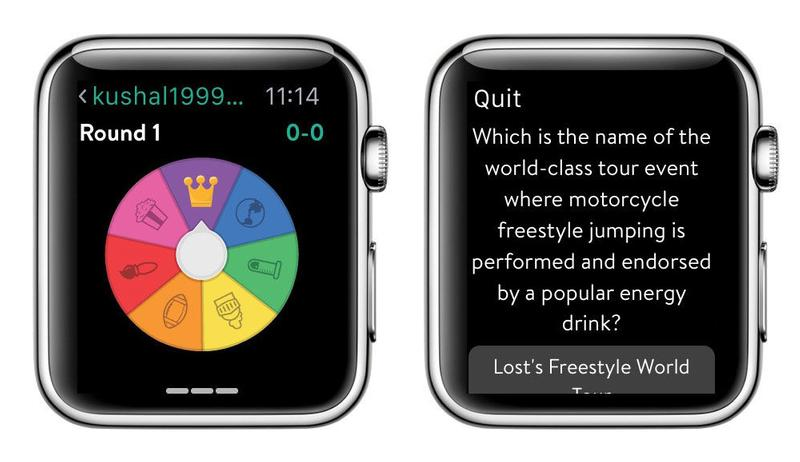 kushal1999...
11:14
Round 1
0-0
Quit
Which is the name of the
world-class tour event
where motorcycle
freestyle jumping is
performed and endorsed
by a popular energy
drink?
Lost's Freestyle World
Tour